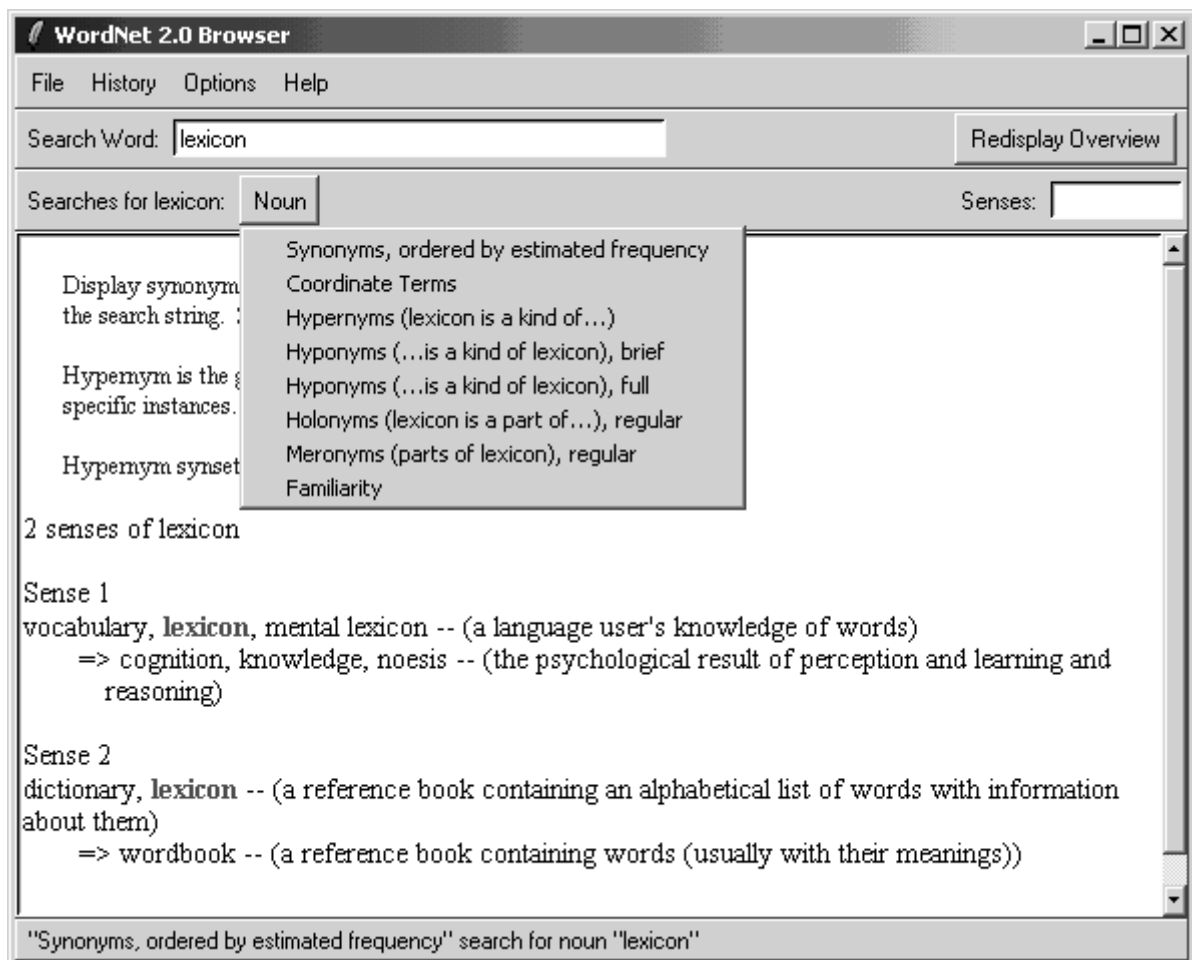 WordNet 2.0 Browser
File History Options Help
Search Word: lexicon Redisplay Overview
Searches for lexicon: Noun Senses:
Synonyms, ordered by estimated frequency
Coordinate Terms
Hypernyms (lexicon is a kind of...)
Hyponyms (...is a kind of lexicon), brief
Hyponyms (...is a kind of lexicon), full
Holonyms (lexicon is a part of...), regular
Meronyms (parts of lexicon), regular
Familiarity
Display synonym
the search string.
Hypernym is the
specific instances.
Hypernym synset
2 senses of lexicon
Sense 1
vocabulary, lexicon, mental lexicon -- (a language user's knowledge of words)
=> cognition, knowledge, noesis -- (the psychological result of perception and learning and
reasoning)
Sense 2
dictionary, lexicon -- (a reference book containing an alphabetical list of words with information
about them)
=> wordbook -- (a reference book containing words (usually with their meanings))
"Synonyms, ordered by estimated frequency" search for noun "lexicon"